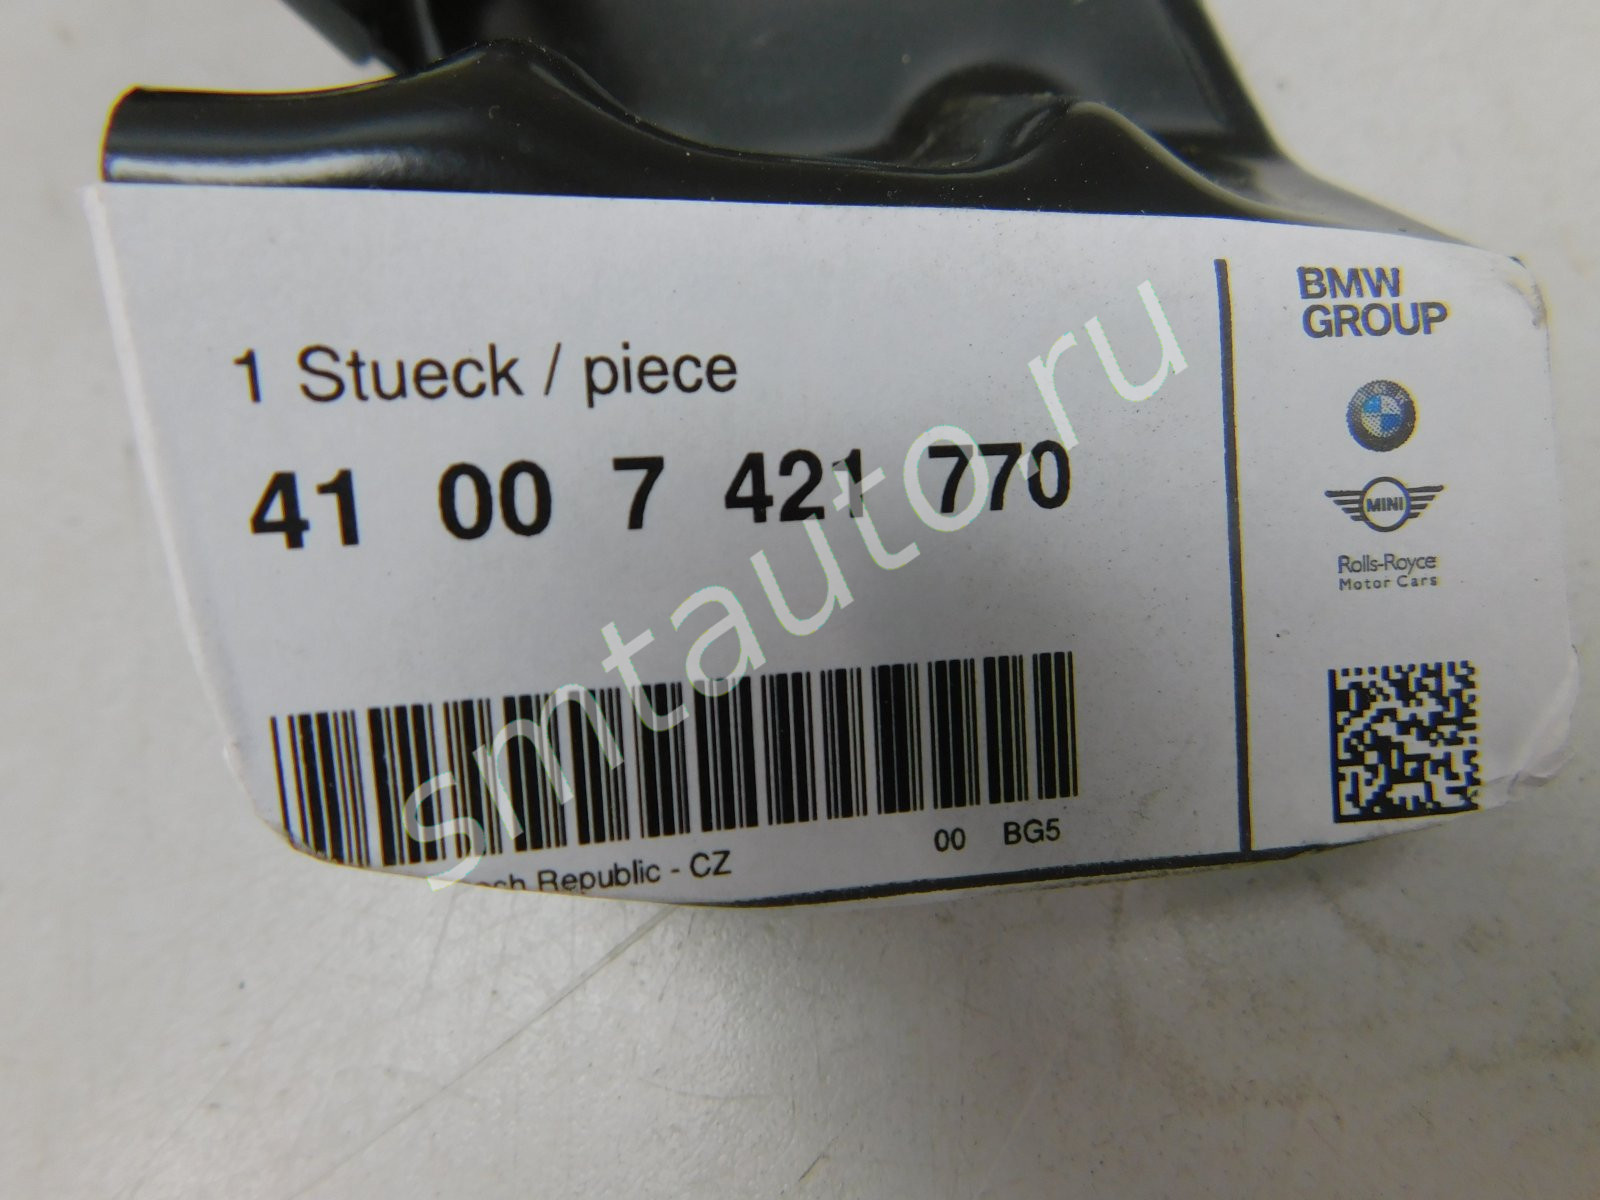 1 Stueck / piece
41 00 7 421 770
00 BG5
Republic - CZ
BMW
GROUP
MINI
Rolls-Royce
Motor Cars
smtauto.ru